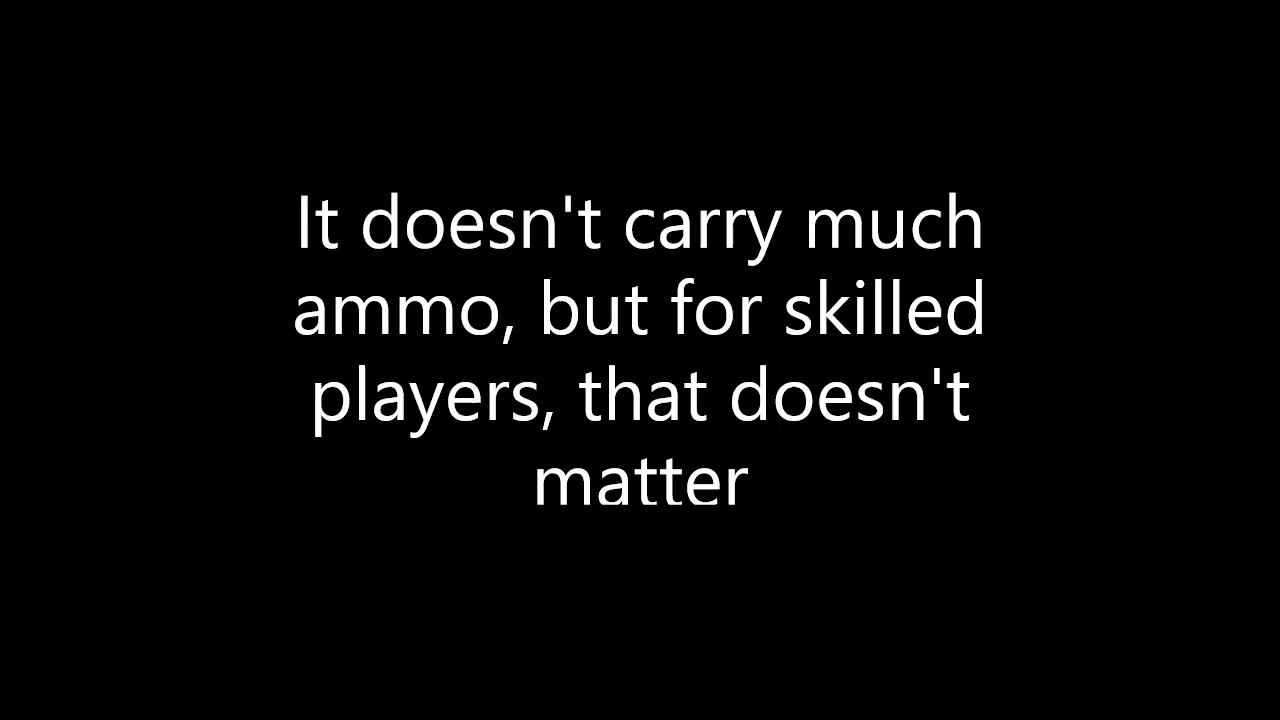 It doesn't carry much
ammo, but for skilled
players, that doesn't
matter